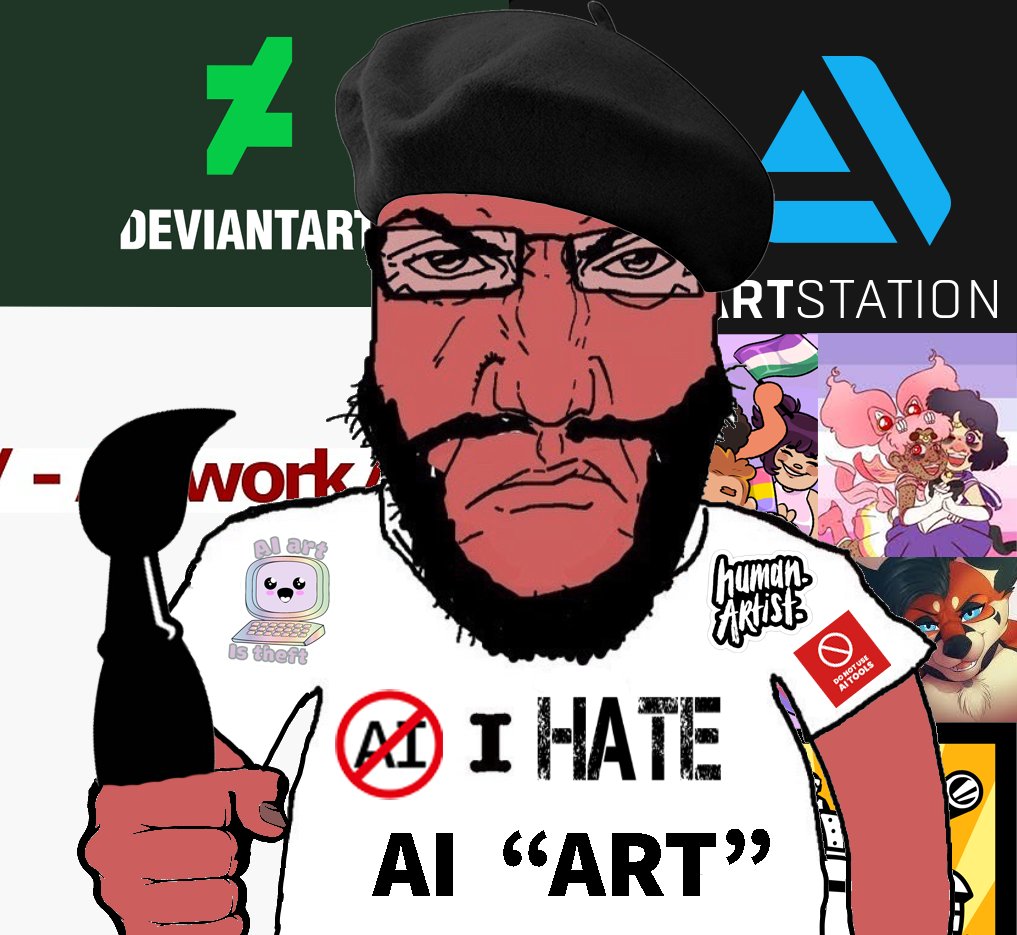 DEVIANTART
ARTSTATION
work
AI art
Is theft
human.
Artist.
DO NOT USE
AI TOOLS
AI I HATE
AI “ART”